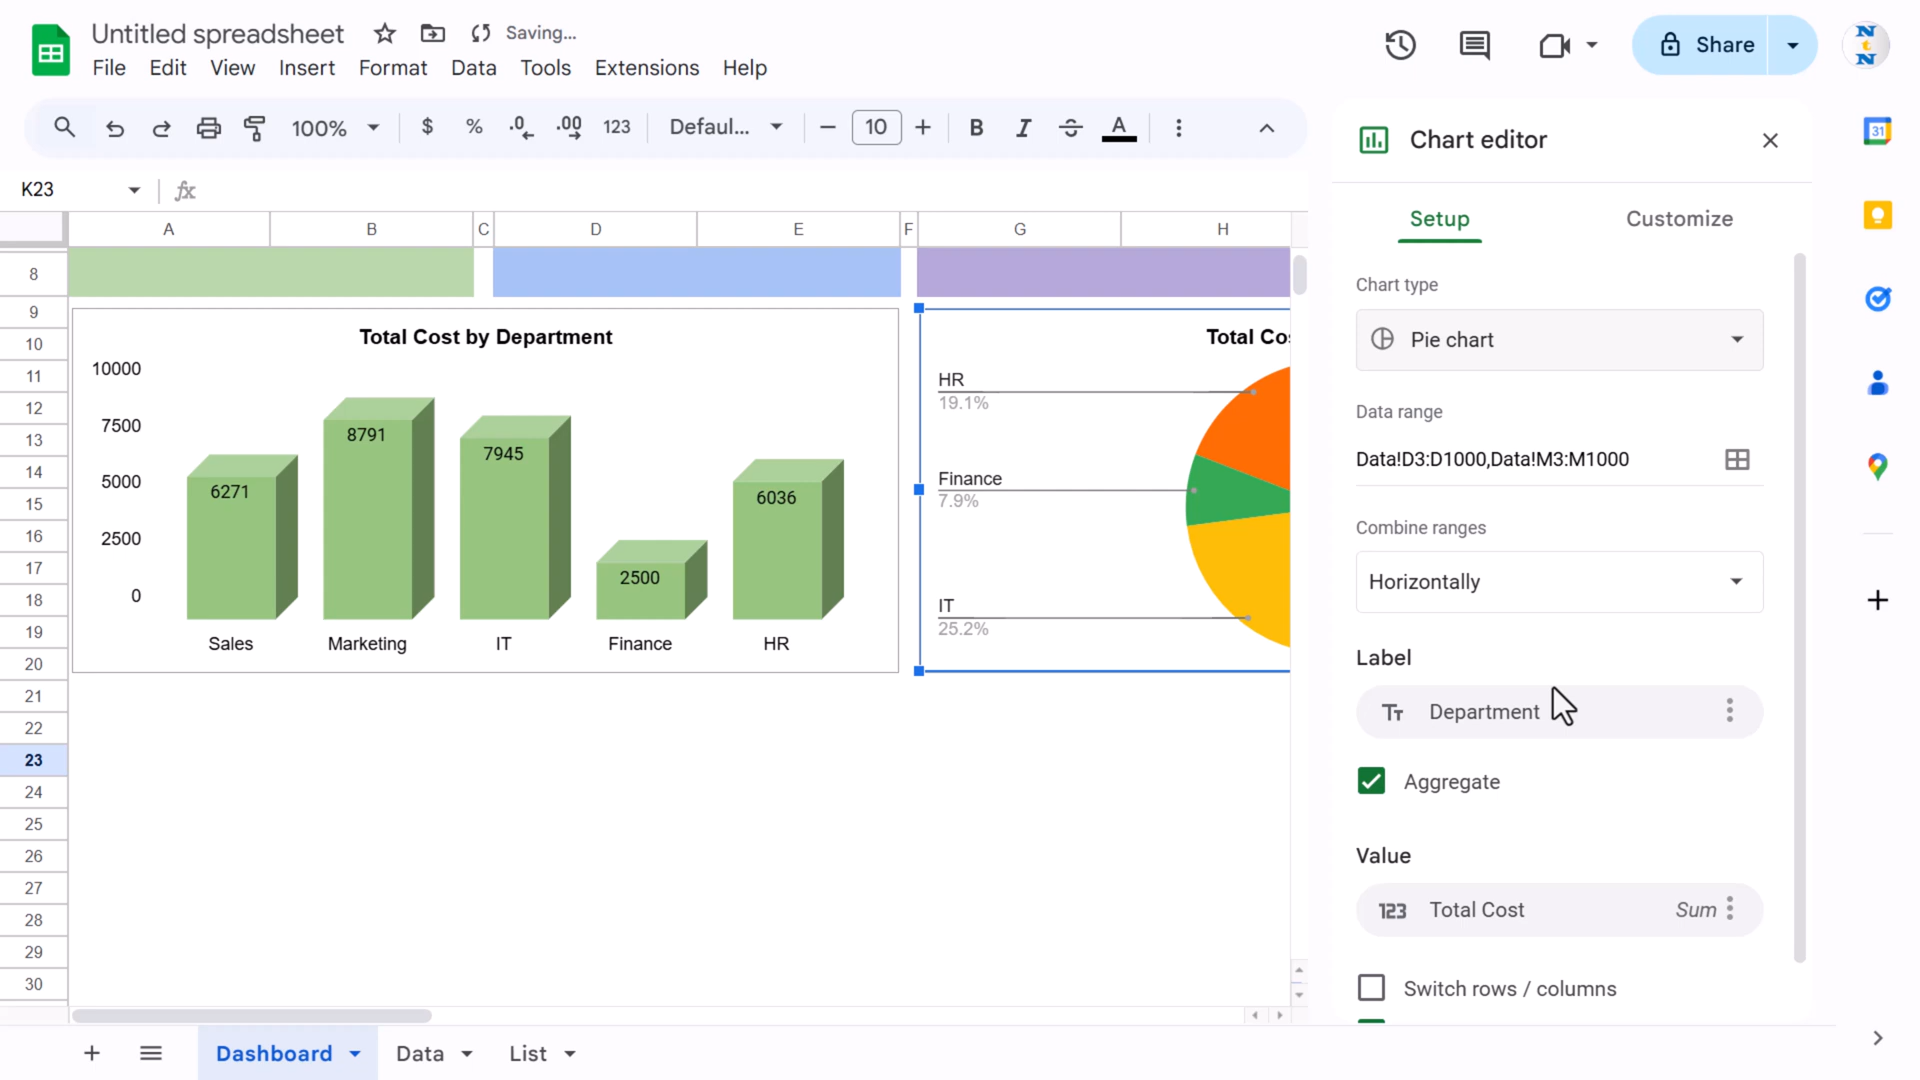 Untitled spreadsheet Saving...
File Edit View Insert Format Data Tools Extensions Help
Share
N
t
N
100% $ % .0 .00 123 Defaul... 10 B I S A
K23 fx
Chart editor
31
Setup Customize
A B C D E F G H
8
9
10
11
12
13
14
15
16
17
18
19
20
21
22
23
24
25
26
27
28
29
30
Total Cost by Department
10000
7500
5000
2500
0
6271
8791
7945
2500
6036
Sales Marketing IT Finance HR
Total Co
HR
19.1%
Finance
7.9%
IT
25.2%
Chart type
Pie chart
Data range
Data!D3:D1000,Data!M3:M1000
Combine ranges
Horizontally
Label
Tт Department
Aggregate
Value
123 Total Cost Sum
Switch rows / columns
Dashboard Data List